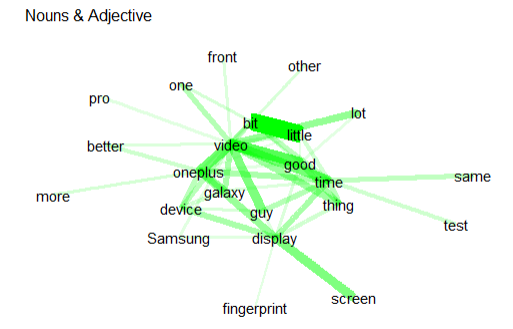 Nouns & Adjective
front
other
one
pro
lot
bit
little
better
video
good
oneplus
same
time
galaxy
more
thing
device
guy
test
Samsung
display
screen
fingerprint